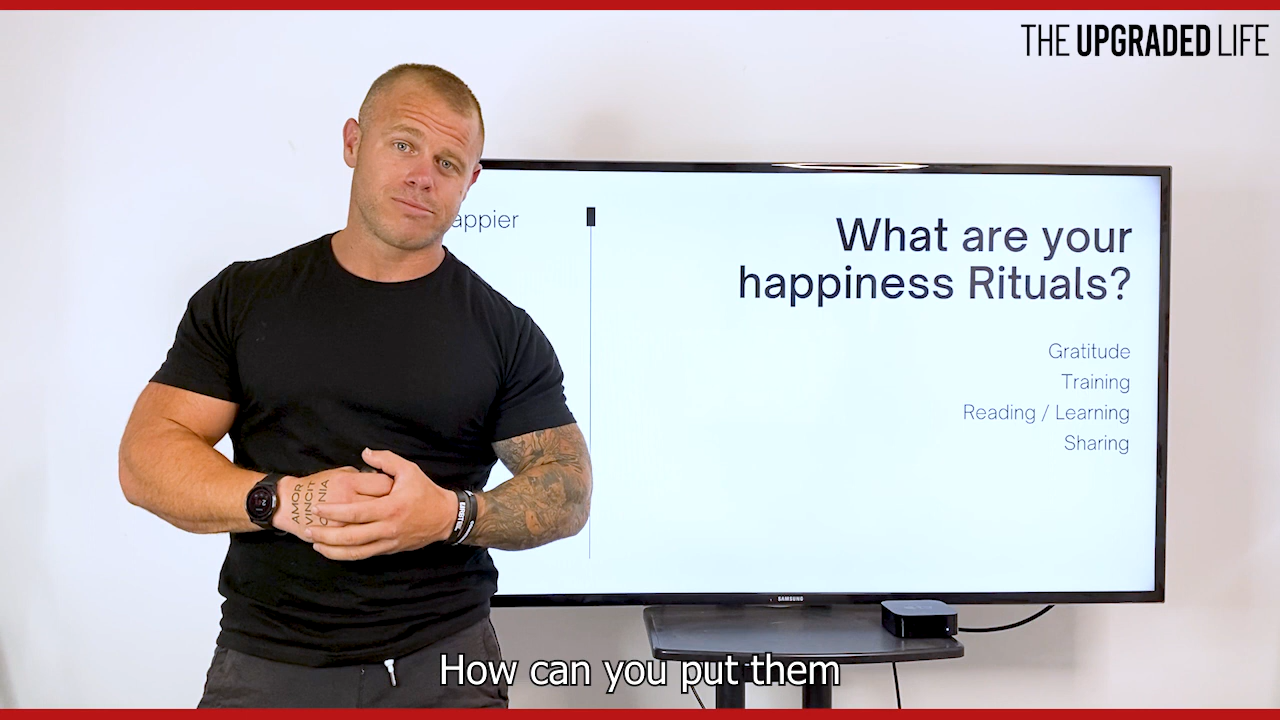 THE UPGRADED LIFE
appier
What are your
happiness Rituals?
Gratitude
Training
Reading / Learning
Sharing
AMOR
VINCIT
SAMSUNG
How can you put them